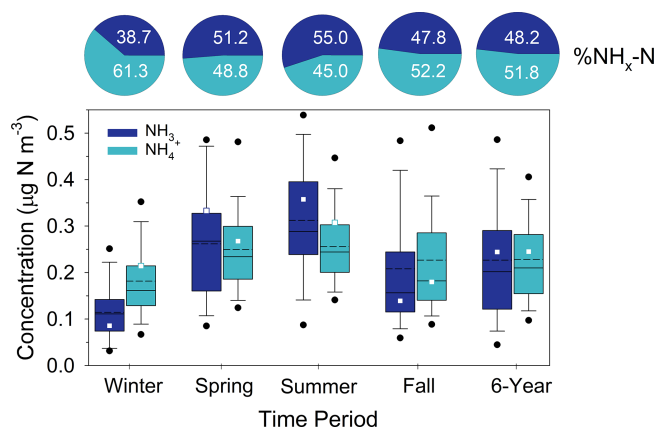 38.7 51.2 55.0 47.8 48.2
%NHₓ-N
61.3 48.8 45.0 52.2 51.8
0.5
NH₃
NH₄⁺
0.4
0.3
0.2
0.1
0.0
Concentration (µg N m⁻³)
Winter Spring Summer Fall 6-Year
Time Period